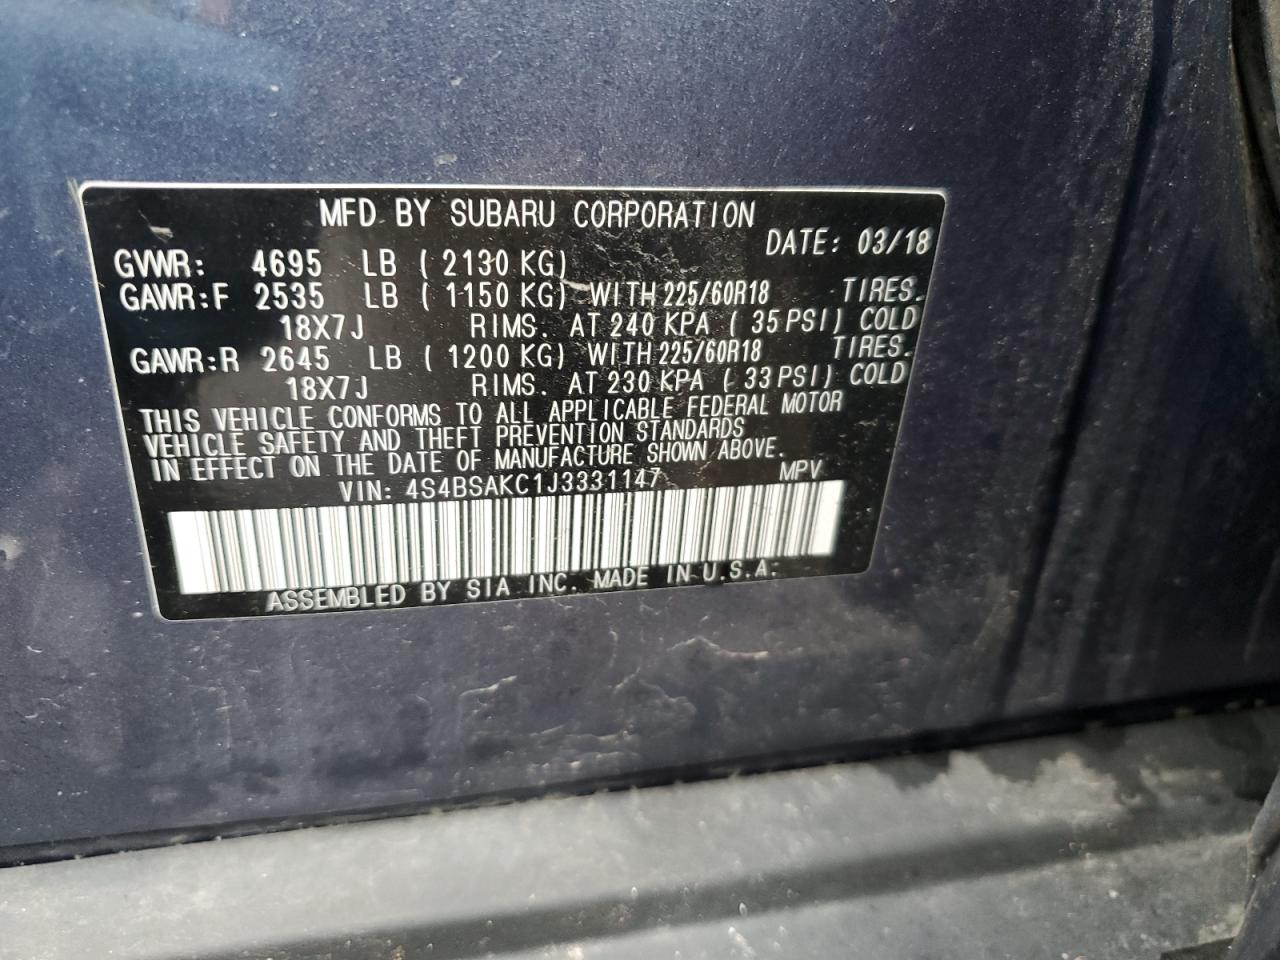 MFD BY SUBARU CORPORATION
DATE: 03/18
GVWR: 4695 LB ( 2130 KG)
GAWR:F 2535 LB ( 1150 KG) WITH 225/60R18 TIRES.
18X7J RIMS. AT 240 KPA ( 35 PSI) COLD
GAWR:R 2645 LB ( 1200 KG) WITH 225/60R18 TIRES.
18X7J RIMS. AT 230 KPA ( 33 PSI) COLD
THIS VEHICLE CONFORMS TO ALL APPLICABLE FEDERAL MOTOR
VEHICLE SAFETY AND THEFT PREVENTION STANDARDS
IN EFFECT ON THE DATE OF MANUFACTURE SHOWN ABOVE.
VIN: 4S4BSAKC1J3331147 MPV
ASSEMBLED BY SIA INC. MADE IN U.S.A.